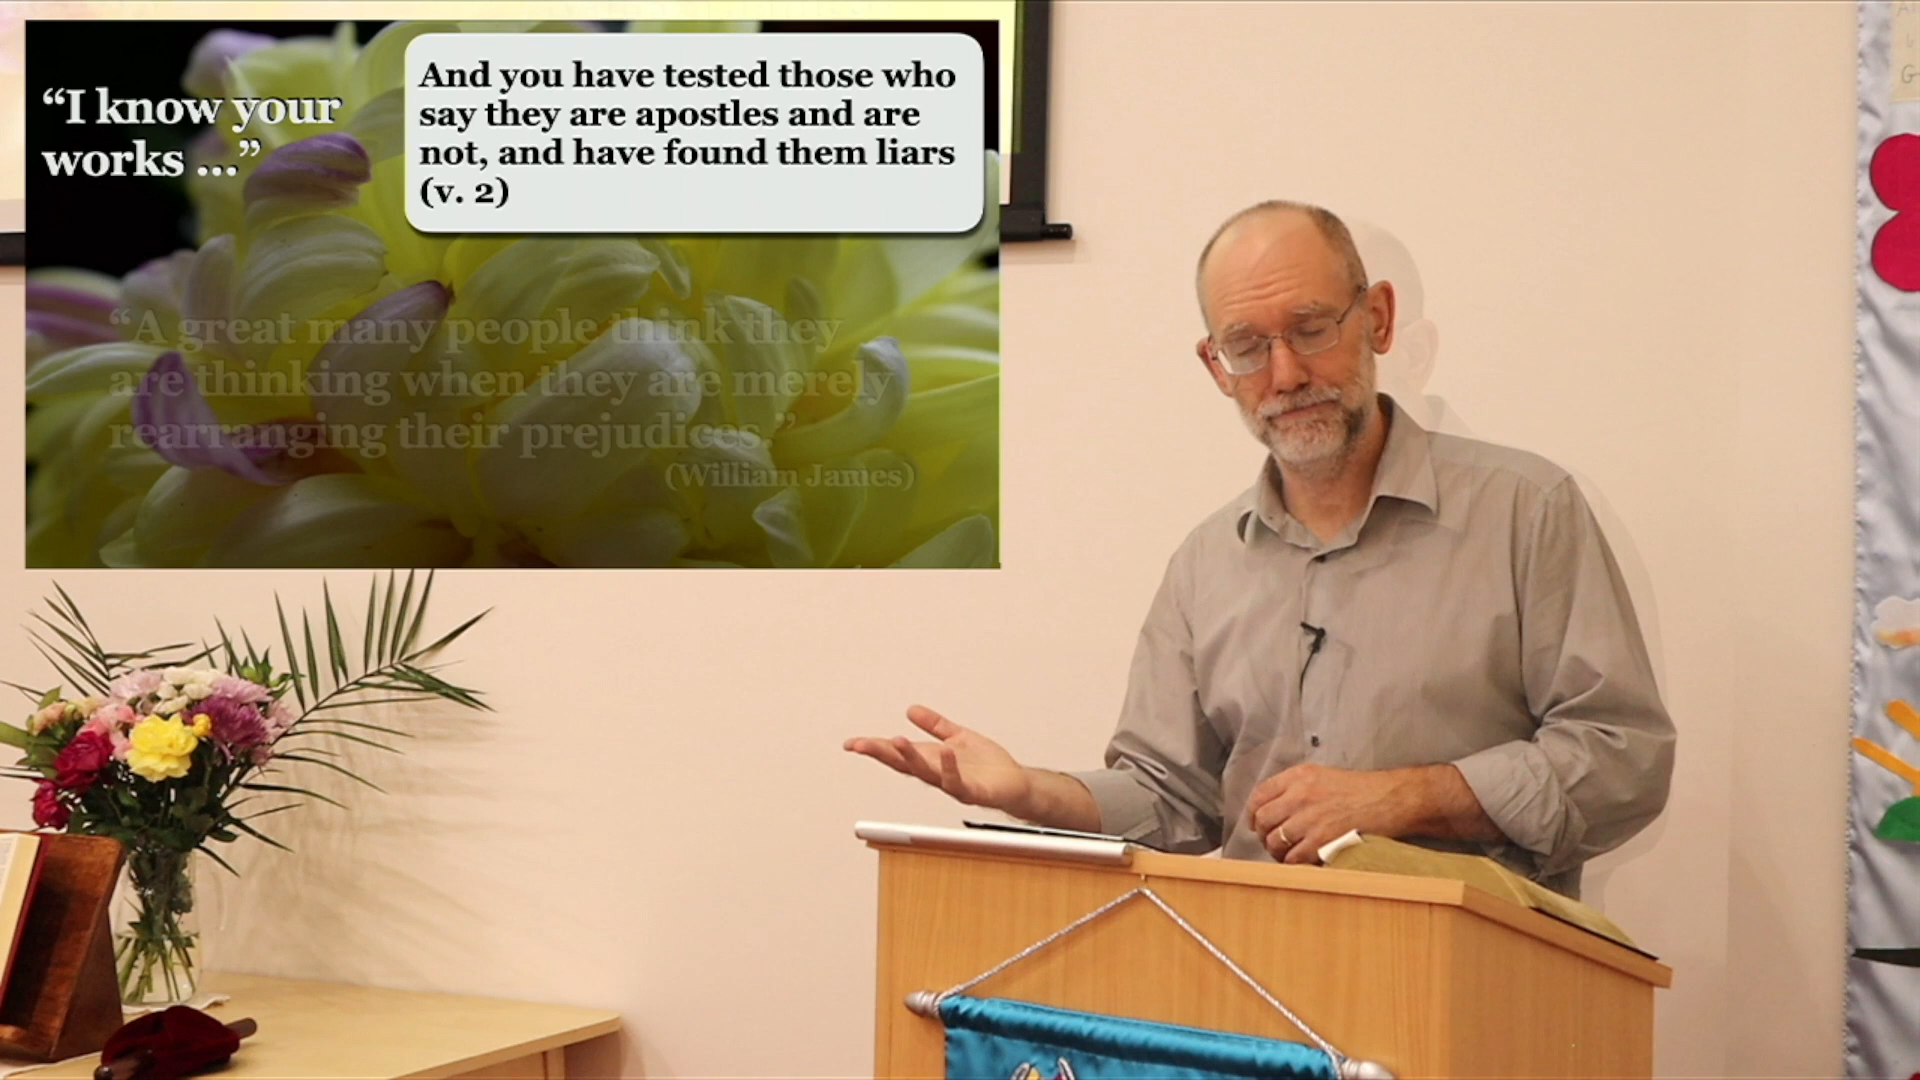 “I know your
works ...”
And you have tested those who
say they are apostles and are
not, and have found them liars
(v. 2)
“A great many people think they
are thinking when they are merely
rearranging their prejudices.”
(William James)